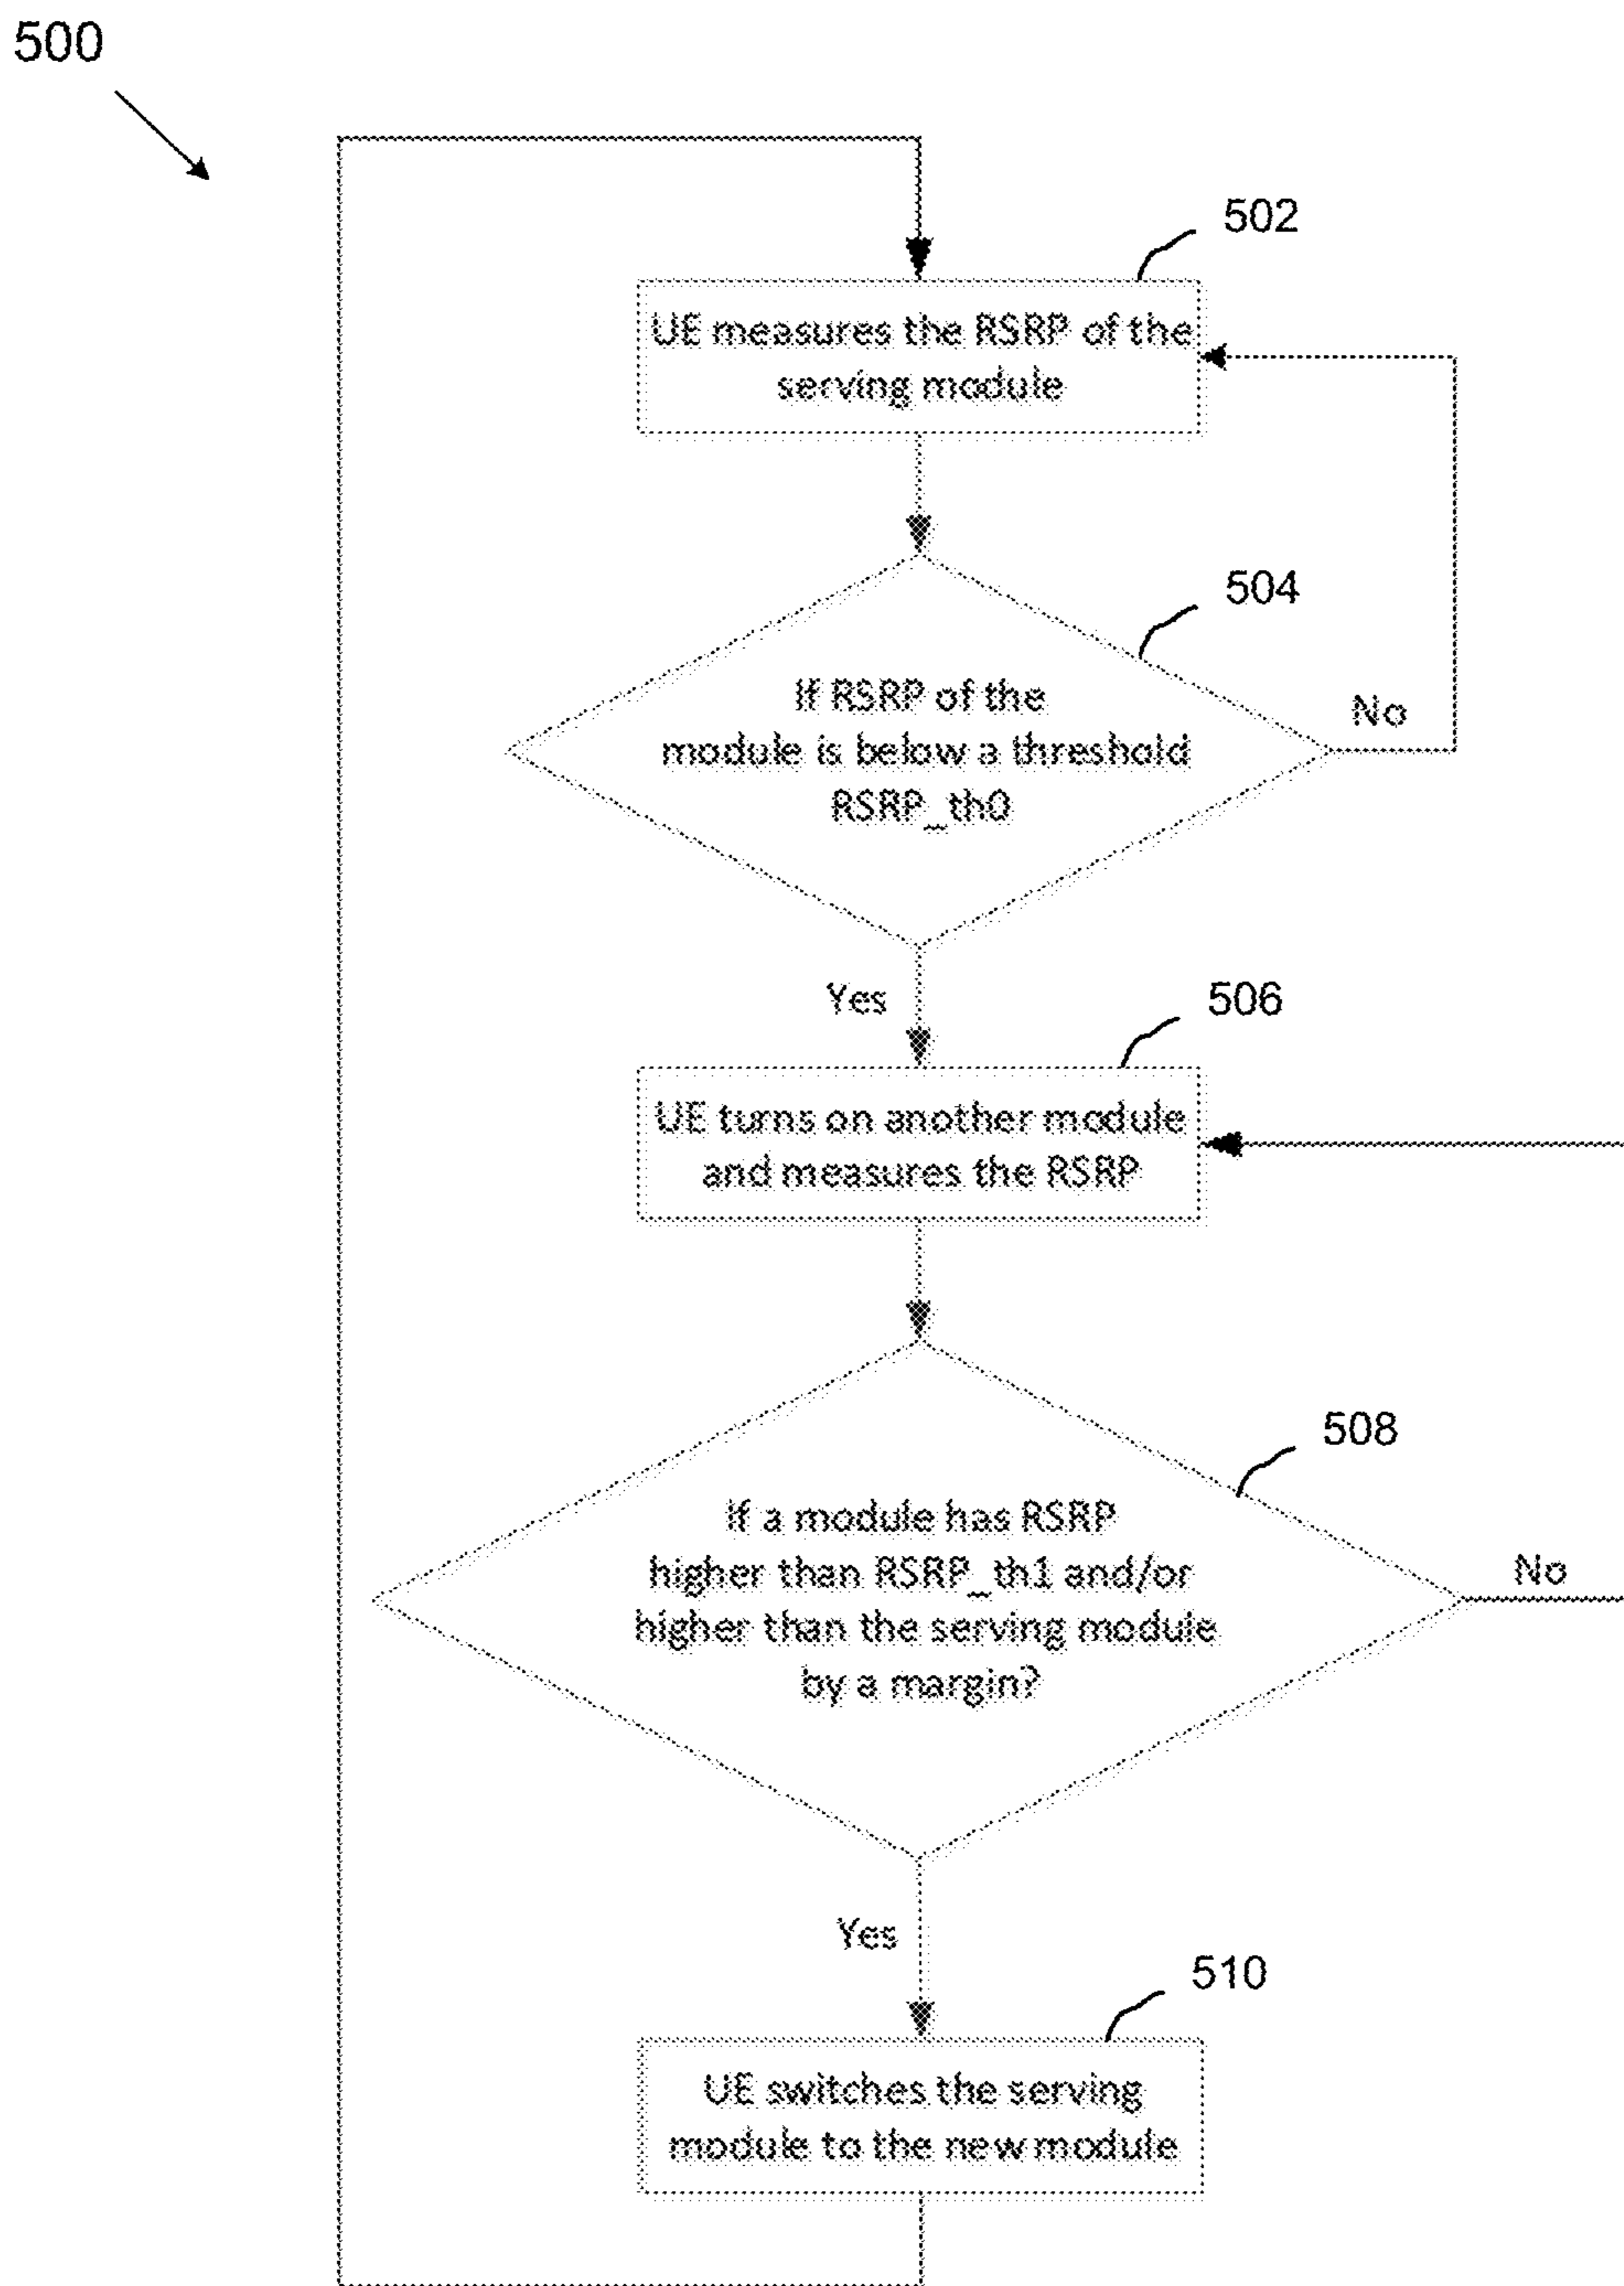 500
502
UE measures the RSRP of the
serving module
504
If RSRP of the
module is below a threshold
RSRP_th0
No
Yes
506
UE turns on another module
and measures the RSRP
508
If a module has RSRP
higher than RSRP_th1 and/or
higher than the serving module
by a margin?
No
Yes
510
UE switches the serving
module to the new module